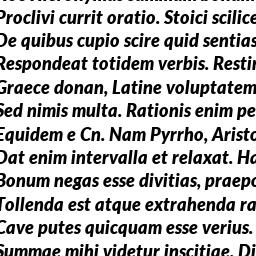 Proclivi currit oratio. Stoici scilice
De quibus cupio scire quid sentias
Respondeat totidem verbis. Restin
Graece donan, Latine voluptatem
Sed nimis multa. Rationis enim pe
Equidem e Cn. Nam Pyrrho, Aristo
Dat enim intervalla et relaxat. Ha
Bonum negas esse divitias, praepo
Tollenda est atque extrahenda ra
Cave putes quicquam esse verius.
Summae mihi videtur inscitiae. Di